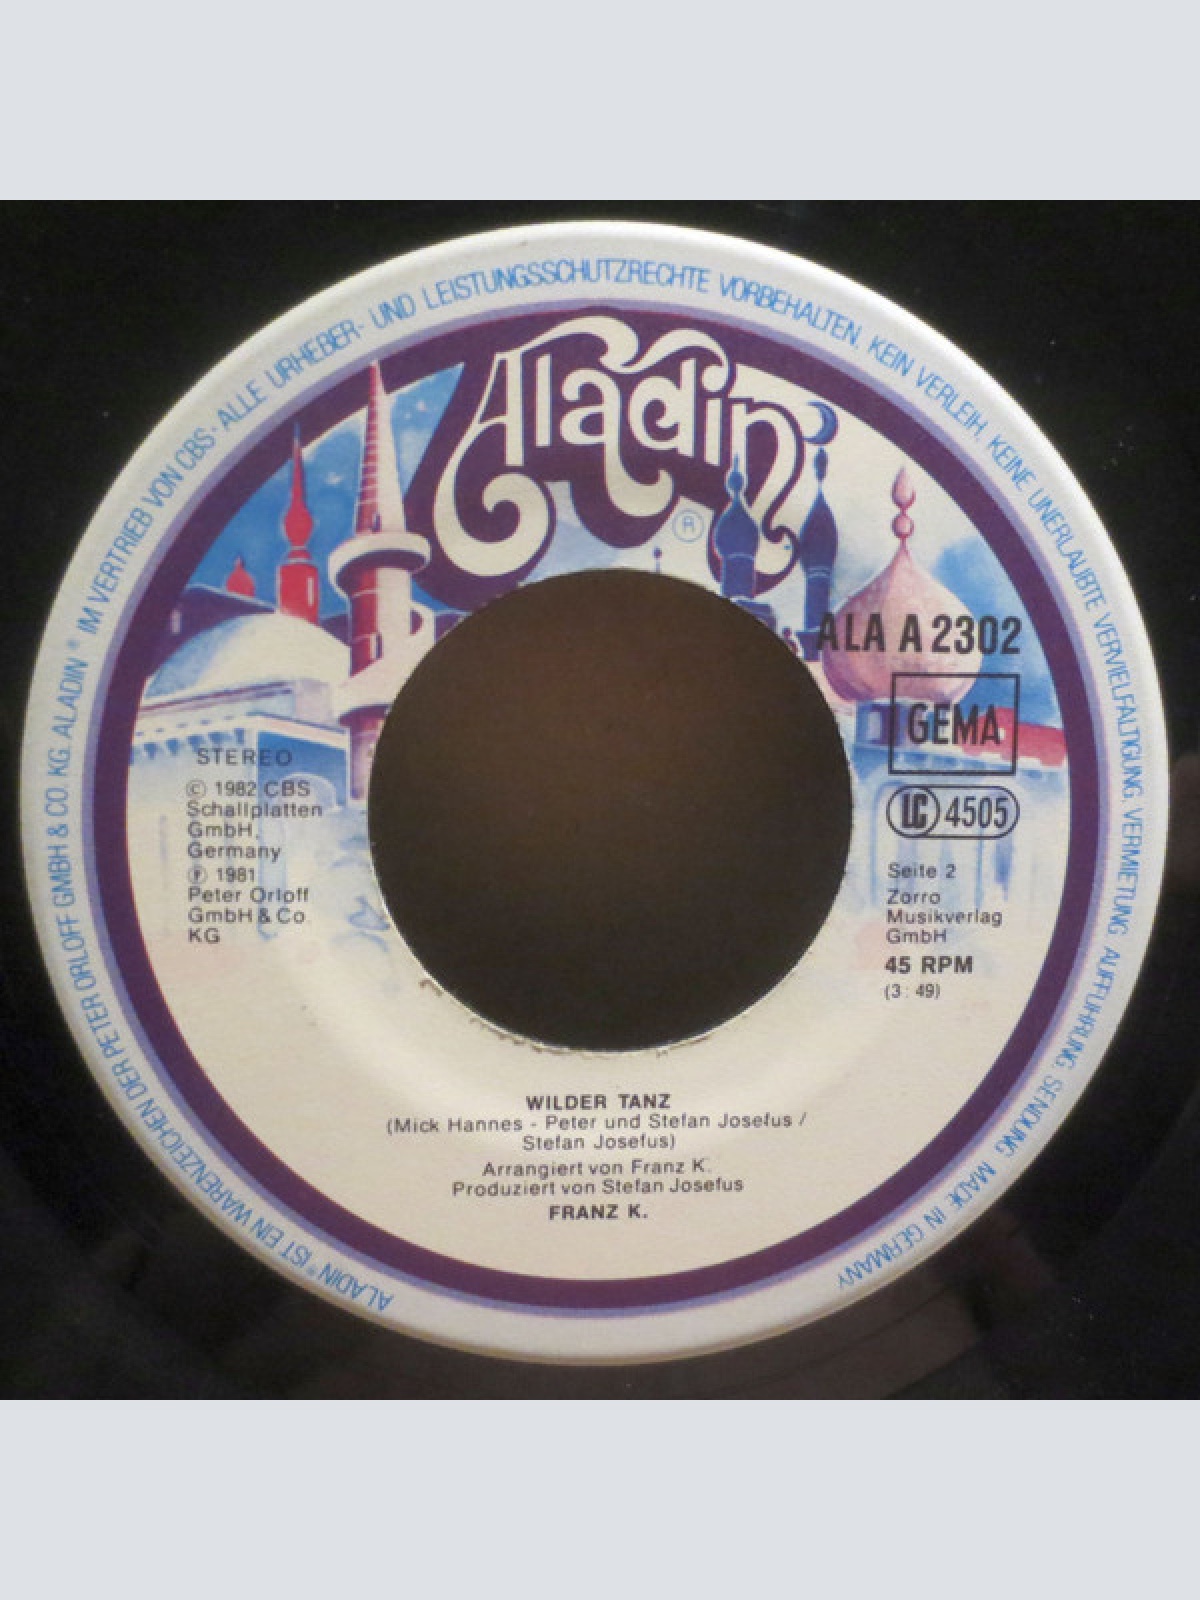 ALADIN® IST EIN WARENZEICHEN DER PETER ORLOFF GMBH & CO. KG. ALADIN® IM VERTRIEB VON CBS - ALLE URHEBER- UND LEISTUNGSSCHUTZRECHTE VORBEHALTEN. KEIN VERLEIH. KEINE UNERLAUBTE VERVIELFÄLTIGUNG, VERMIETUNG, AUFFÜHRUNG, SENDUNG. MADE IN GERMANY
Aladin
®
ALA A 2302
GEMA
LC 4505
STEREO
© 1982 CBS
Schallplatten
GmbH,
Germany
℗ 1981
Peter Orloff
GmbH & Co.
KG
Seite 2
Zorro
Musikverlag
GmbH
45 RPM
(3 : 49)
WILDER TANZ
(Mick Hannes - Peter und Stefan Josefus /
Stefan Josefus)
Arrangiert von Franz K.
Produziert von Stefan Josefus
FRANZ K.